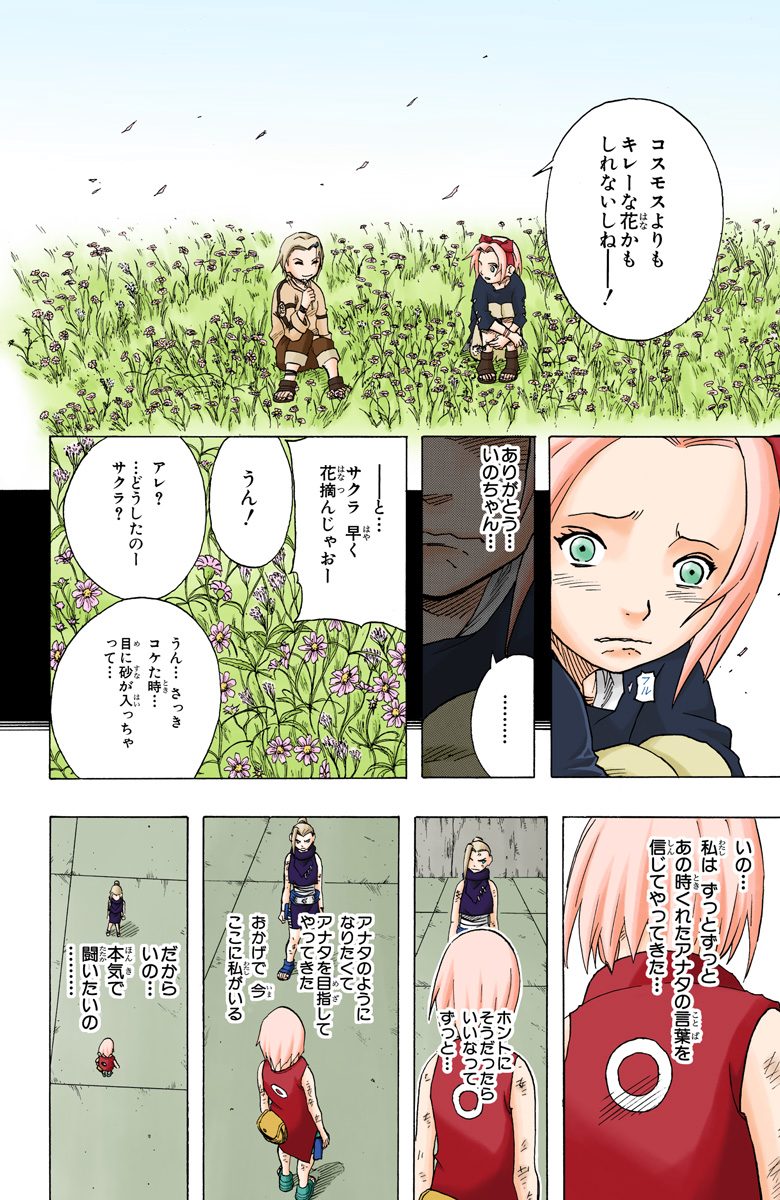 コスモスよりも
キレーな花かも
しれないしねー!
フル
ありがとう…
いのちゃん…
………
—と…
サクラ 早く
花摘んじゃおー
うん!
アレ?
…どうしたのー
サクラ?
うん… さっき
コケた時…
目に砂が入っちゃ
って…
いの…
私は ずっとずっと
あの時くれたアナタの言葉を
信じてやってきた…
ホントに
そうだったら
いいなって
ずっと…
アナタのように
なりたくて
アナタを目指して
やってきた
おかげで 今
ここに私がいる
だから
いの…
本気で
闘いたいの
………